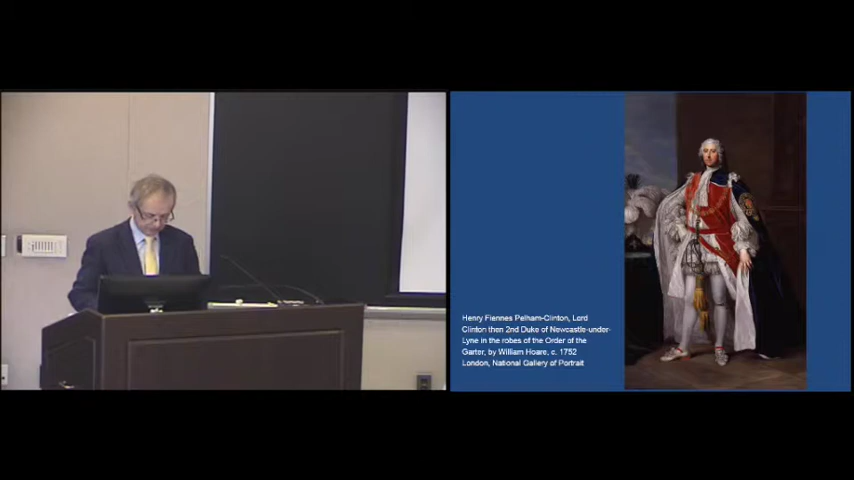 Henry Fiennes Pelham-Clinton, Lord
Clinton then 2nd Duke of Newcastle-under-
Lyne in the robes of the Order of the
Garter, by William Hoare, c. 1752
London, National Gallery of Portrait